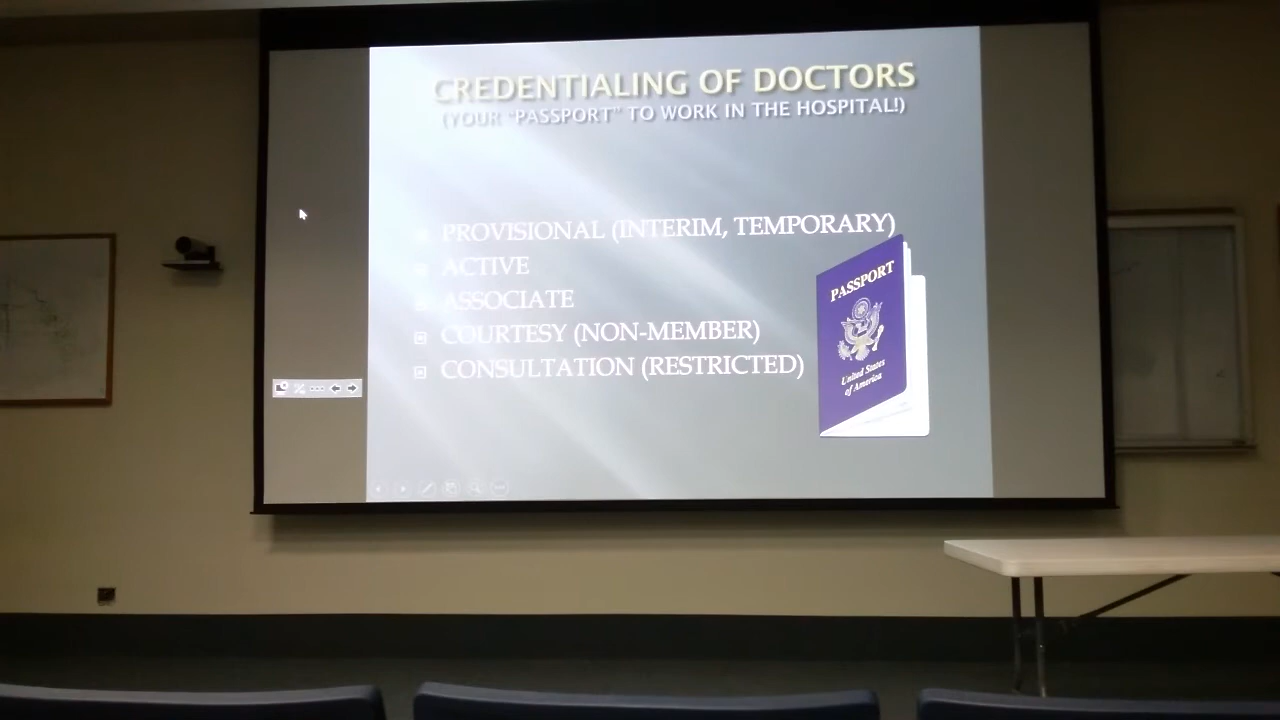 CREDENTIALING OF DOCTORS
(YOUR "PASSPORT" TO WORK IN THE HOSPITAL!)
PROVISIONAL (INTERIM, TEMPORARY)
ACTIVE
ASSOCIATE
COURTESY (NON-MEMBER)
CONSULTATION (RESTRICTED)
PASSPORT
United States
of America